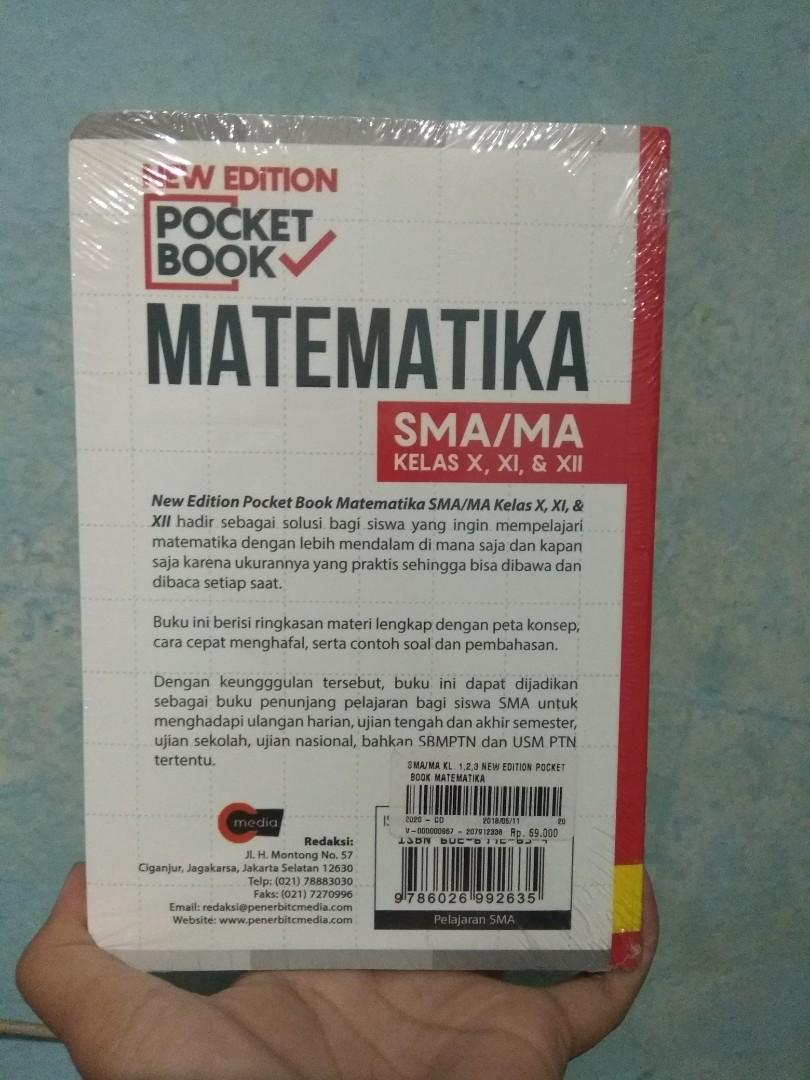 NEW EDiTiON
POCKET
BOOK
MATEMATIKA
SMA/MA
KELAS X, XI, & XII
New Edition Pocket Book Matematika SMA/MA Kelas X, XI, &
XII hadir sebagai solusi bagi siswa yang ingin mempelajari
matematika dengan lebih mendalam di mana saja dan kapan
saja karena ukurannya yang praktis sehingga bisa dibawa dan
dibaca setiap saat.
Buku ini berisi ringkasan materi lengkap dengan peta konsep,
cara cepat menghafal, serta contoh soal dan pembahasan.
Dengan keungggulan tersebut, buku ini dapat dijadikan
sebagai buku penunjang pelajaran bagi siswa SMA untuk
menghadapi ulangan harian, ujian tengah dan akhir semester,
ujian sekolah, ujian nasional, bahkan SBMPTN dan USM PTN
tertentu.
SMA/MA KL. 1,2,3 NEW EDITION POCKET
BOOK MATEMATIKA
2020 - CD 2018/05/11 20
V-000000967 - 207912336 Rp. 69.000
ISBN
9 786026 992635
Pelajaran SMA
C media
Redaksi:
Jl. H. Montong No. 57
Ciganjur, Jagakarsa, Jakarta Selatan 12630
Telp: (021) 78883030
Faks: (021) 7270996
Email: redaksi@penerbitcmedia.com
Website: www.penerbitcmedia.com